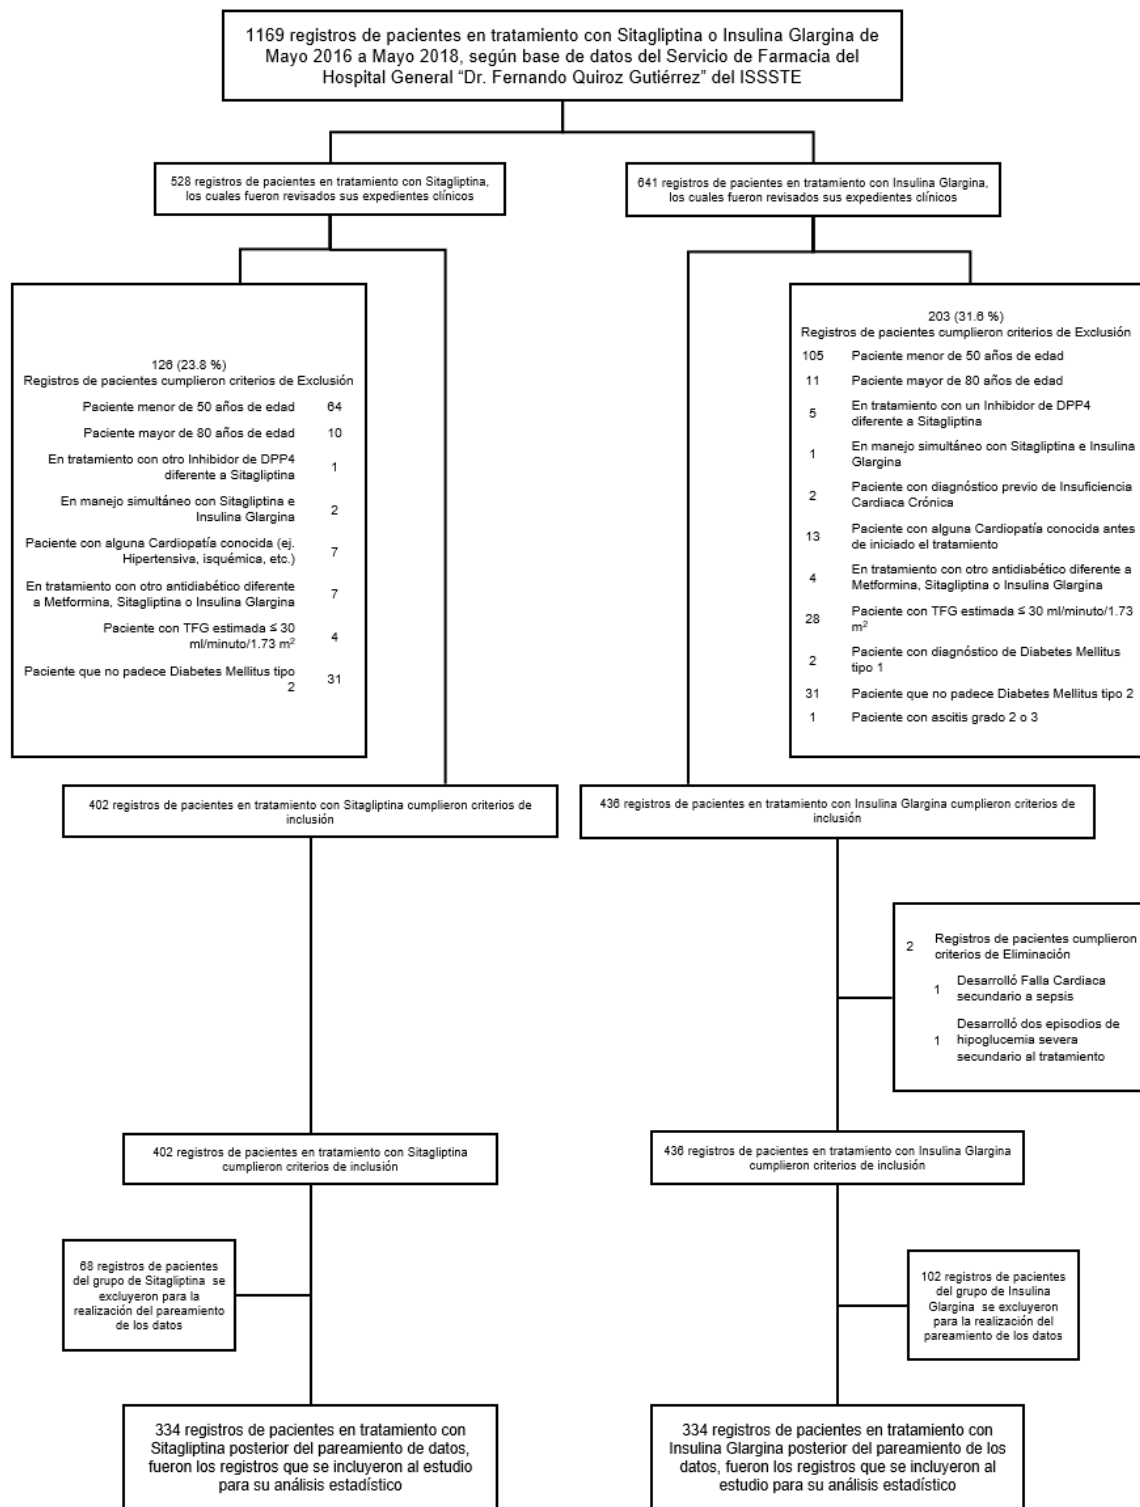 1169 registros de pacientes en tratamiento con Sitagliptina o Insulina Glargina de
Mayo 2016 a Mayo 2018, según base de datos del Servicio de Farmacia del
Hospital General “Dr. Fernando Quiroz Gutiérrez” del ISSSTE
528 registros de pacientes en tratamiento con Sitagliptina,
los cuales fueron revisados sus expedientes clínicos
641 registros de pacientes en tratamiento con Insulina Glargina,
los cuales fueron revisados sus expedientes clínicos
126 (23.8 %)
Registros de pacientes cumplieron criterios de Exclusión
Paciente menor de 50 años de edad 64
Paciente mayor de 80 años de edad 10
En tratamiento con otro Inhibidor de DPP4
diferente a Sitagliptina 1
En manejo simultáneo con Sitagliptina e
Insulina Glargina 2
Paciente con alguna Cardiopatía conocida (ej.
Hipertensiva, isquémica, etc.) 7
En tratamiento con otro antidiabético diferente
a Metformina, Sitagliptina o Insulina Glargina 7
Paciente con TFG estimada ≤ 30
ml/minuto/1.73 m² 4
Paciente que no padece Diabetes Mellitus tipo
2 31
203 (31.6 %)
Registros de pacientes cumplieron criterios de Exclusión
105 Paciente menor de 50 años de edad
11 Paciente mayor de 80 años de edad
5 En tratamiento con un Inhibidor de DPP4
diferente a Sitagliptina
1 En manejo simultáneo con Sitagliptina e Insulina
Glargina
2 Paciente con diagnóstico previo de Insuficiencia
Cardiaca Crónica
13 Paciente con alguna Cardiopatía conocida antes
de iniciado el tratamiento
4 En tratamiento con otro antidiabético diferente a
Metformina, Sitagliptina o Insulina Glargina
28 Paciente con TFG estimada ≤ 30 ml/minuto/1.73
m²
2 Paciente con diagnóstico de Diabetes Mellitus
tipo 1
31 Paciente que no padece Diabetes Mellitus tipo 2
1 Paciente con ascitis grado 2 o 3
402 registros de pacientes en tratamiento con Sitagliptina cumplieron criterios de
inclusión
436 registros de pacientes en tratamiento con Insulina Glargina cumplieron criterios de
inclusión
2 Registros de pacientes cumplieron
criterios de Eliminación
1 Desarrolló Falla Cardiaca
secundario a sepsis
1 Desarrolló dos episodios de
hipoglucemia severa
secundario al tratamiento
402 registros de pacientes en tratamiento con Sitagliptina
cumplieron criterios de inclusión
436 registros de pacientes en tratamiento con Insulina Glargina
cumplieron criterios de inclusión
68 registros de pacientes
del grupo de Sitagliptina se
excluyeron para la
realización del pareamiento
de los datos
102 registros de pacientes
del grupo de Insulina
Glargina se excluyeron
para la realización del
pareamiento de los datos
334 registros de pacientes en tratamiento con
Sitagliptina posterior del pareamiento de datos,
fueron los registros que se incluyeron al estudio
para su análisis estadístico
334 registros de pacientes en tratamiento con
Insulina Glargina posterior del pareamiento de los
datos, fueron los registros que se incluyeron al
estudio para su análisis estadístico